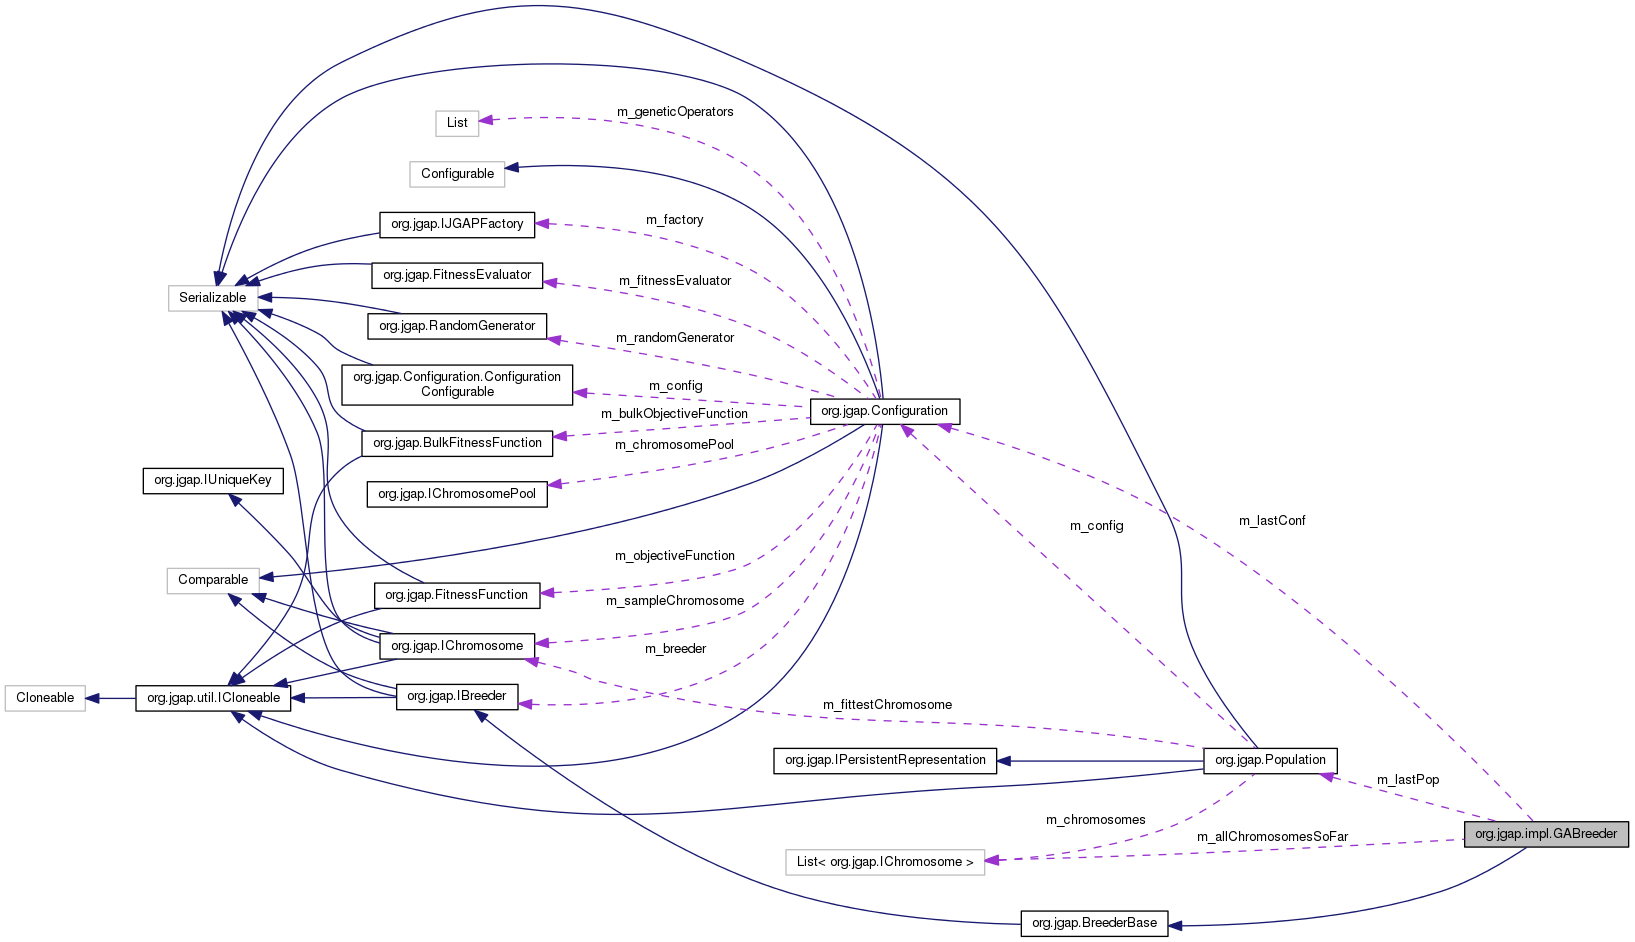 m_geneticOperators
List
Configurable
m_factory
org.jgap.IJGAPFactory
org.jgap.FitnessEvaluator
m_fitnessEvaluator
Serializable
org.jgap.RandomGenerator
m_randomGenerator
org.jgap.Configuration.Configuration
Configurable
m_config
org.jgap.Configuration
m_bulkObjectiveFunction
org.jgap.BulkFitnessFunction
m_chromosomePool
org.jgap.IUniqueKey
org.jgap.IChromosomePool
m_config
m_lastConf
m_objectiveFunction
Comparable
org.jgap.FitnessFunction
m_sampleChromosome
org.jgap.IChromosome
m_breeder
Cloneable
org.jgap.util.ICloneable
org.jgap.IBreeder
m_fittestChromosome
org.jgap.IPersistentRepresentation
org.jgap.Population
m_lastPop
m_chromosomes
m_allChromosomesSoFar
org.jgap.impl.GABreeder
List< org.jgap.IChromosome >
org.jgap.BreederBase